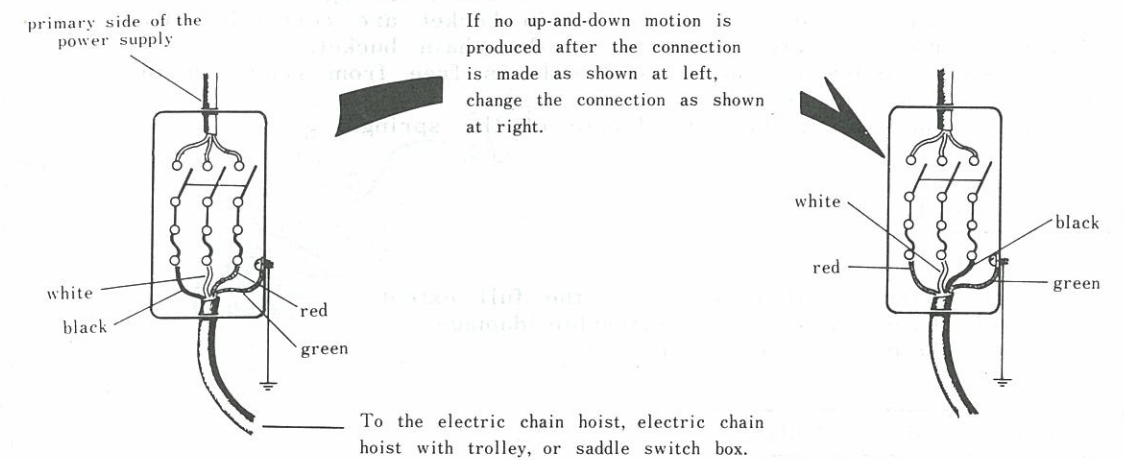 primary side of the
power supply
If no up-and-down motion is
produced after the connection
is made as shown at left,
change the connection as shown
at right.
white
black
red
green
white
red
black
green
To the electric chain hoist, electric chain
hoist with trolley, or saddle switch box.